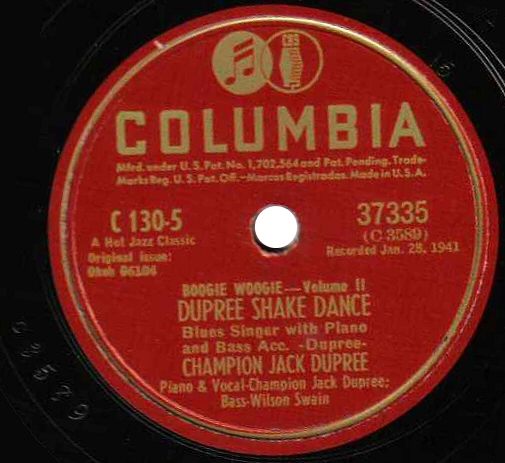 CBS
COLUMBIA
Mfd. under U.S. Pat. No. 1,702,564 and Pat. Pending. Trade-
Marks Reg. U.S. Pat. Off.—Marcas Registradas. Made in U.S.A.
C 130-5
A Hot Jazz Classic
Original issue:
Okeh 06104
37335
(C 3589)
Recorded Jan. 28, 1941
BOOGIE WOOGIE—Volume II
DUPREE SHAKE DANCE
Blues Singer with Piano
and Bass Acc. -Dupree-
CHAMPION JACK DUPREE
Piano & Vocal-Champion Jack Dupree;
Bass-Wilson Swain
C3589